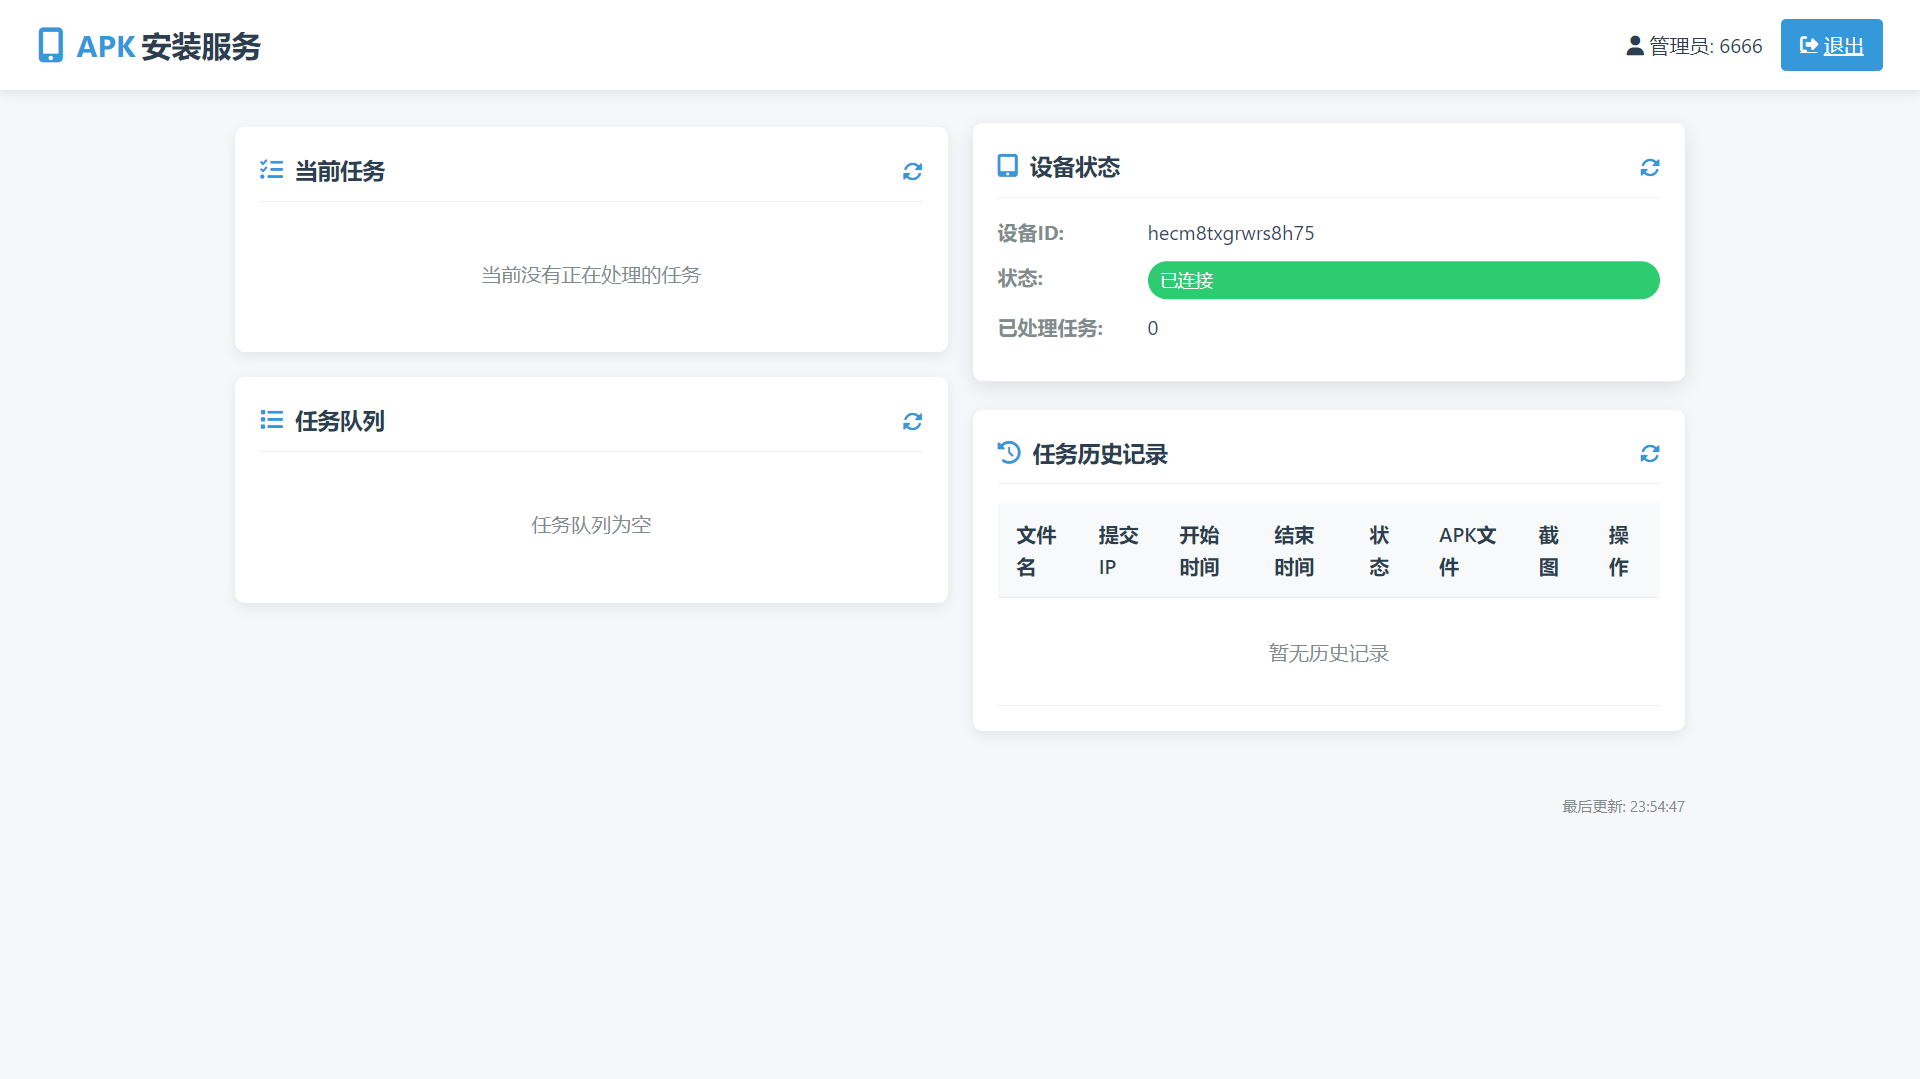 APK 安装服务
管理员: 6666
退出
当前任务
当前没有正在处理的任务
任务队列
任务队列为空
设备状态
设备ID: hecm8txgrwrs8h75
状态: 已连接
已处理任务: 0
任务历史记录
文件名 提交IP 开始时间 结束时间 状态 APK文件 截图 操作
暂无历史记录
最后更新: 23:54:47